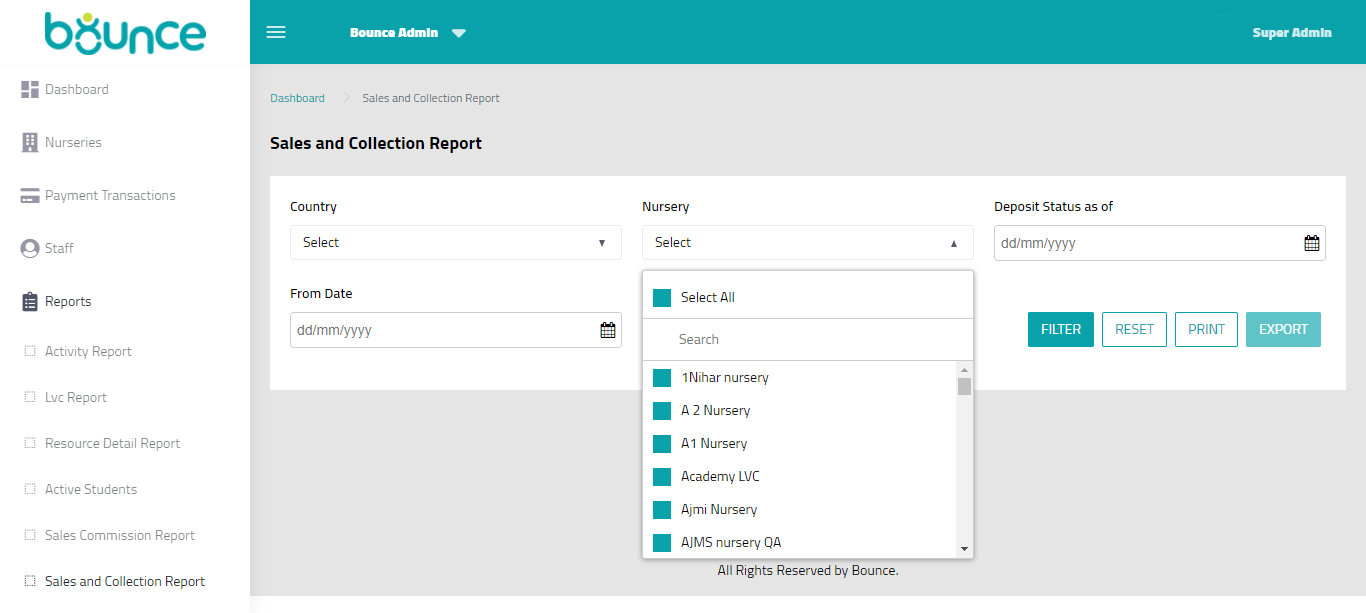 bounce
Bounce Admin
Super Admin
Dashboard
Nurseries
Payment Transactions
Staff
Reports
Activity Report
Lvc Report
Resource Detail Report
Active Students
Sales Commission Report
Sales and Collection Report
Dashboard
Sales and Collection Report
Sales and Collection Report
Country
Select
Nursery
Select
Deposit Status as of
dd/mm/yyyy
From Date
dd/mm/yyyy
Select All
Search
1Nihar nursery
A 2 Nursery
A1 Nursery
Academy LVC
Ajmi Nursery
AJMS nursery QA
FILTER
RESET
PRINT
EXPORT
All Rights Reserved by Bounce.